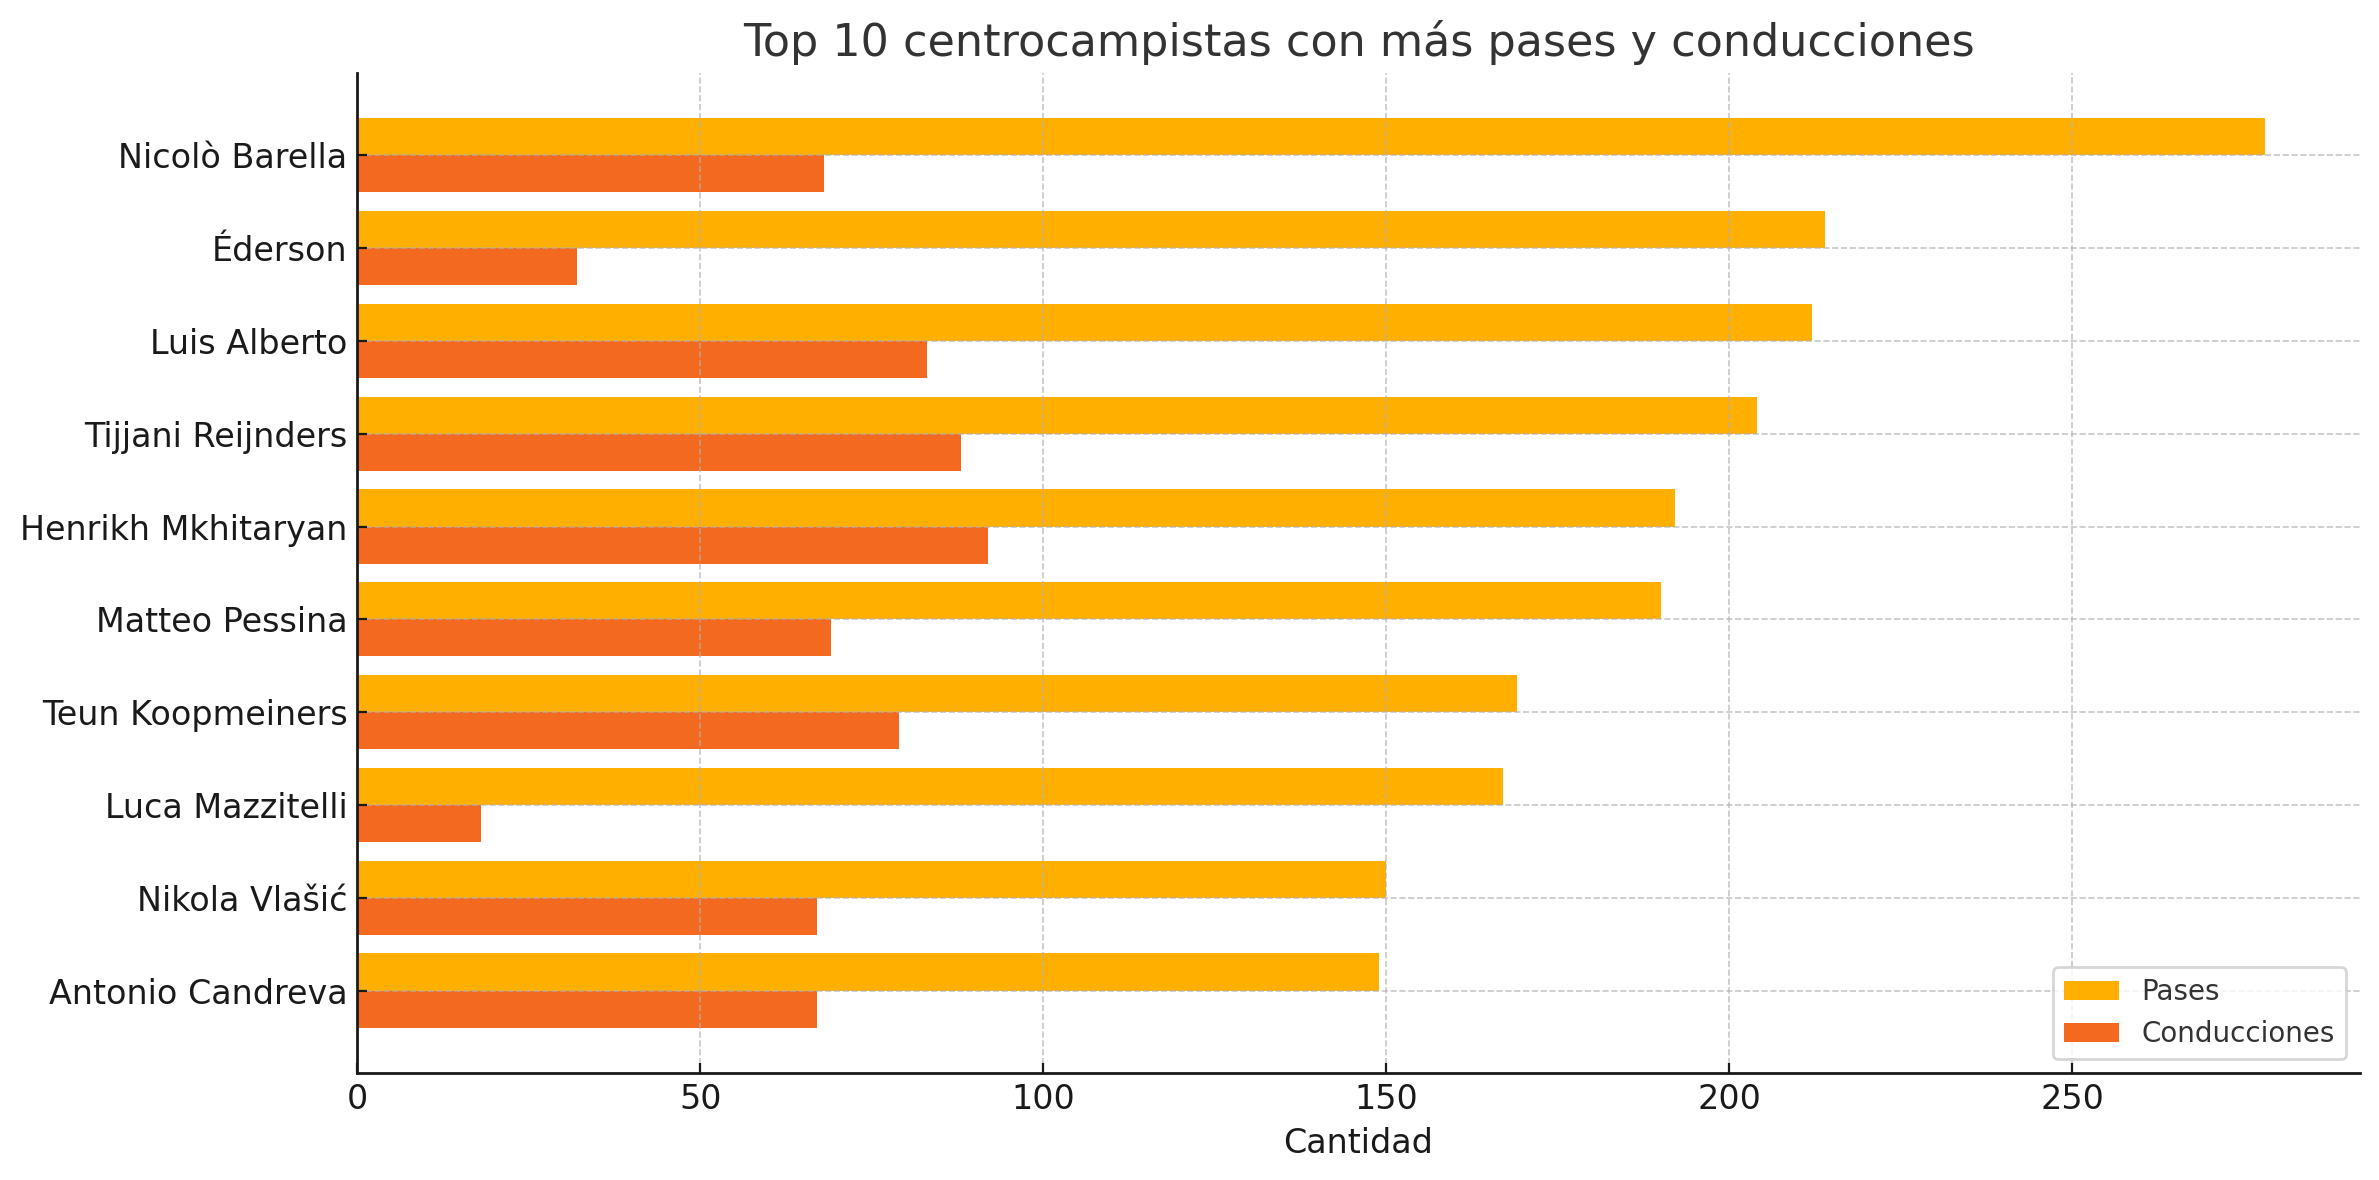 Top 10 centrocampistas con más pases y conducciones
Nicolò Barella
Éderson
Luis Alberto
Tijjani Reijnders
Henrikh Mkhitaryan
Matteo Pessina
Teun Koopmeiners
Luca Mazzitelli
Nikola Vlašić
Antonio Candreva
Pases
Conducciones
0 50 100 150 200 250
Cantidad